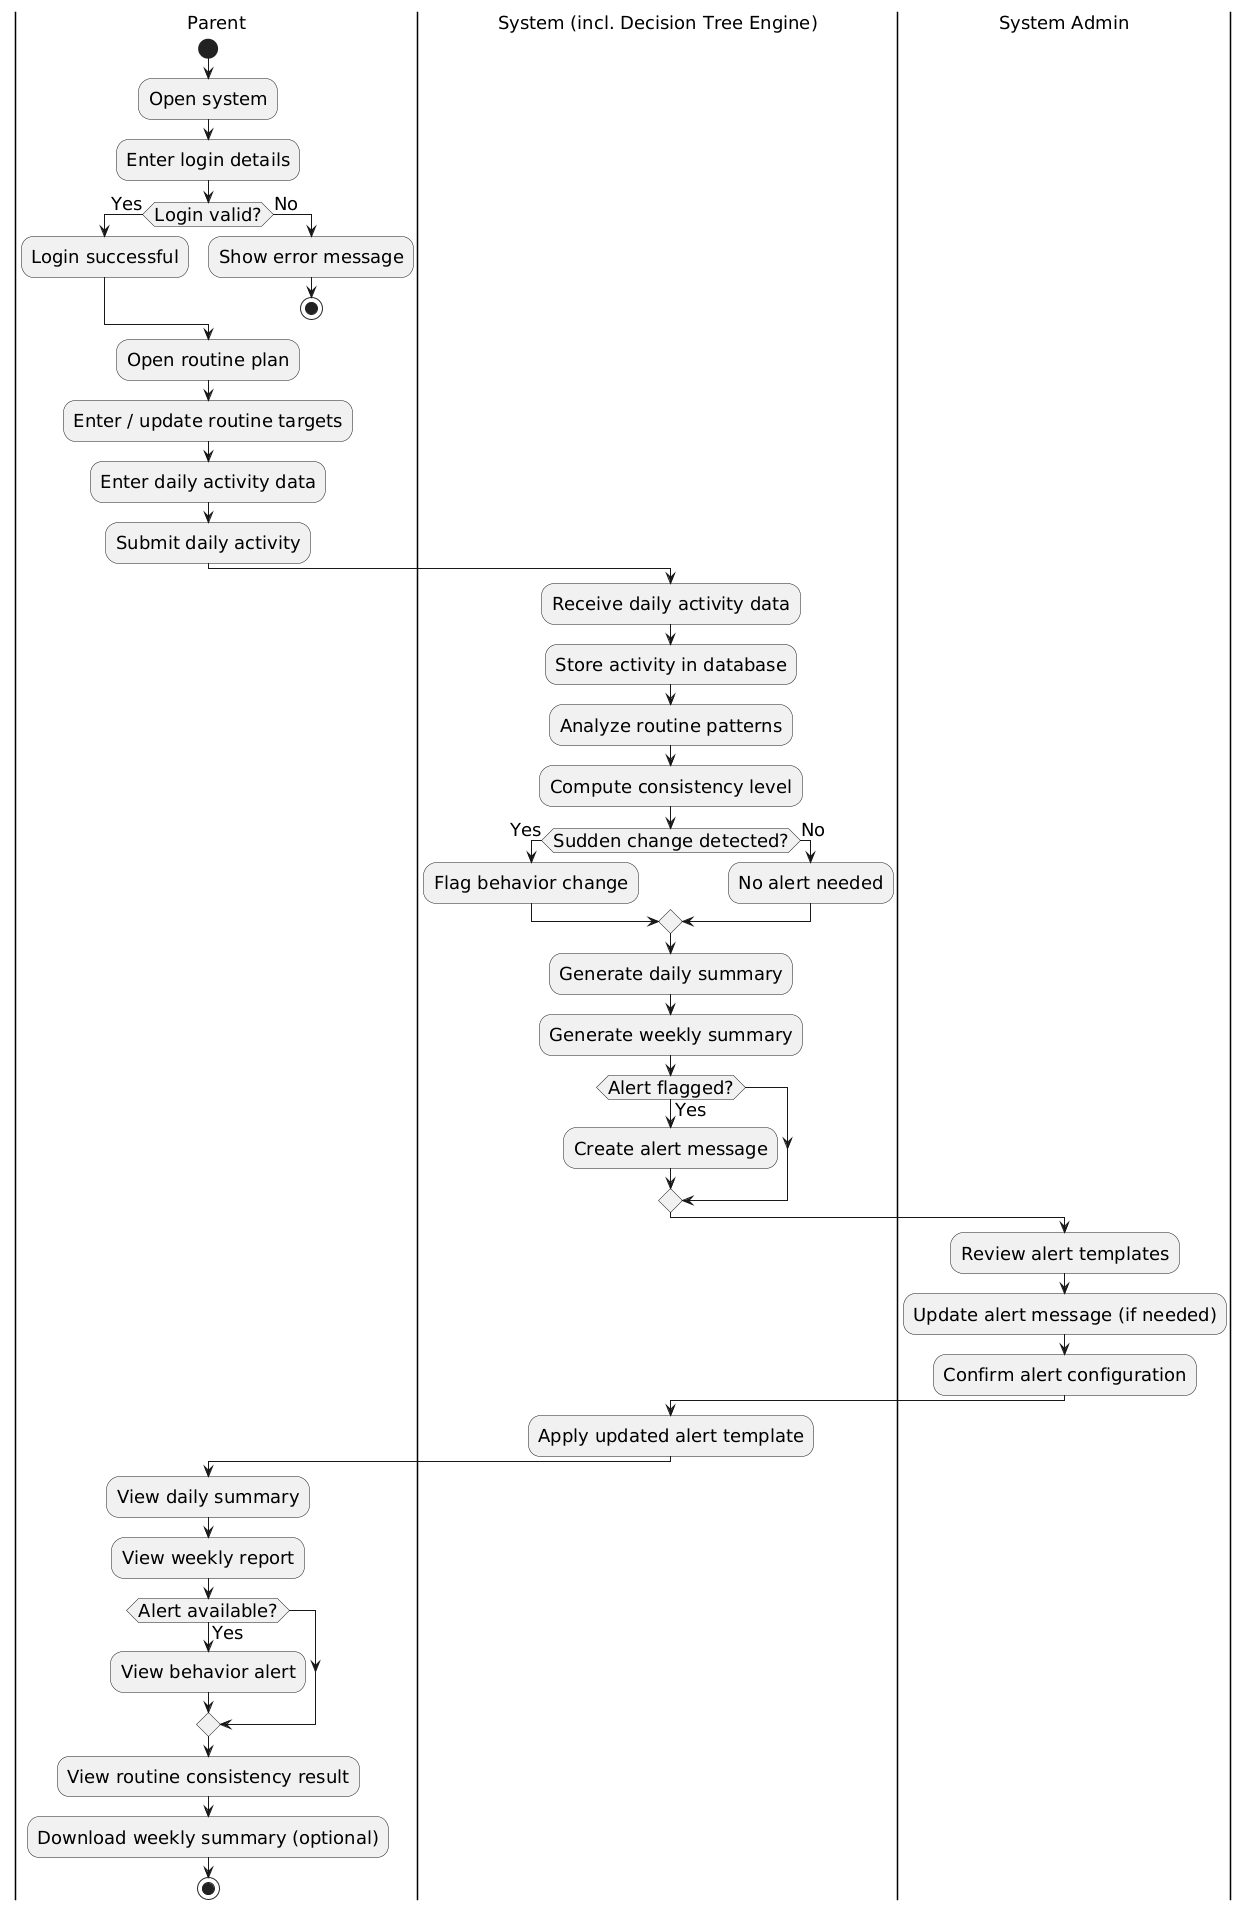 Parent
System (incl. Decision Tree Engine)
System Admin
Open system
Enter login details
Yes
Login valid?
No
Login successful
Show error message
Open routine plan
Enter / update routine targets
Enter daily activity data
Submit daily activity
Receive daily activity data
Store activity in database
Analyze routine patterns
Compute consistency level
Yes
Sudden change detected?
No
Flag behavior change
No alert needed
Generate daily summary
Generate weekly summary
Alert flagged?
Yes
Create alert message
Review alert templates
Update alert message (if needed)
Confirm alert configuration
Apply updated alert template
View daily summary
View weekly report
Alert available?
Yes
View behavior alert
View routine consistency result
Download weekly summary (optional)